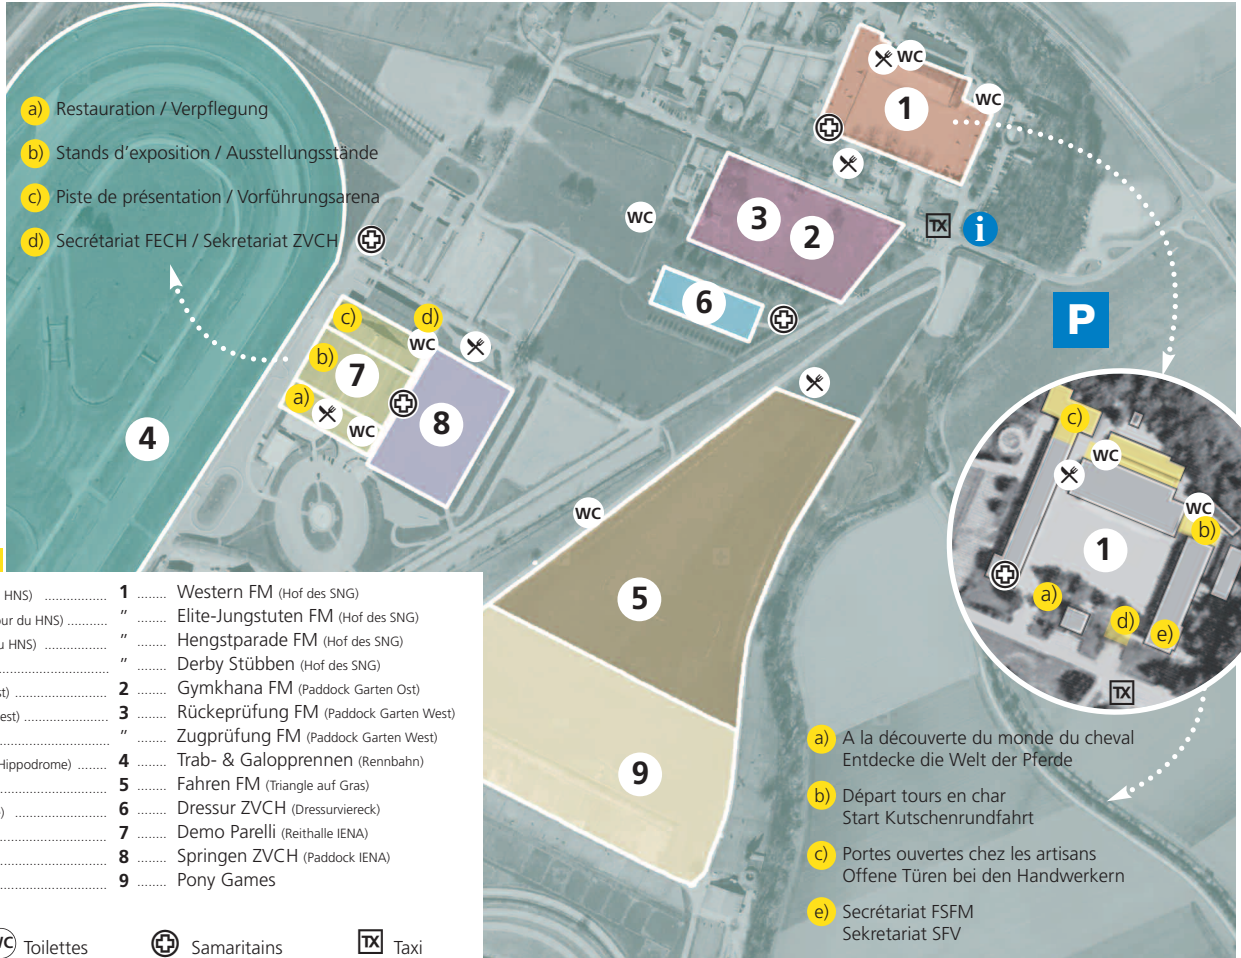 a) Restauration / Verpflegung
b) Stands d'exposition / Ausstellungsstände
c) Piste de présentation / Vorführungsarena
d) Secrétariat FECH / Sekretariat ZVCH
WC
WC
1
WC
3
2
TX
i
6
P
c)
d)
WC
b)
7
a)
WC
8
4
WC
5
9
c)
WC
WC
b)
1
a)
d)
e)
TX
HNS) ................ 1 ........ Western FM (Hof des SNG)
du HNS) ........... " ........ Elite-Jungstuten FM (Hof des SNG)
HNS) ................ " ........ Hengstparade FM (Hof des SNG)
" ........ Derby Stübben (Hof des SNG)
2 ........ Gymkhana FM (Paddock Garten Ost)
3 ........ Rückeprüfung FM (Paddock Garten West)
" ........ Zugprüfung FM (Paddock Garten West)
Hippodrome) ........ 4 ........ Trab- & Galopprennen (Rennbahn)
5 ........ Fahren FM (Triangle auf Gras)
6 ........ Dressur ZVCH (Dressurviereck)
7 ........ Demo Parelli (Reithalle IENA)
8 ........ Springen ZVCH (Paddock IENA)
9 ........ Pony Games
WC Toilettes
Samaritains
TX Taxi
a) A la découverte du monde du cheval
Entdecke die Welt der Pferde
b) Départ tours en char
Start Kutschenrundfahrt
c) Portes ouvertes chez les artisans
Offene Türen bei den Handwerkern
e) Secrétariat FSFM
Sekretariat SFV